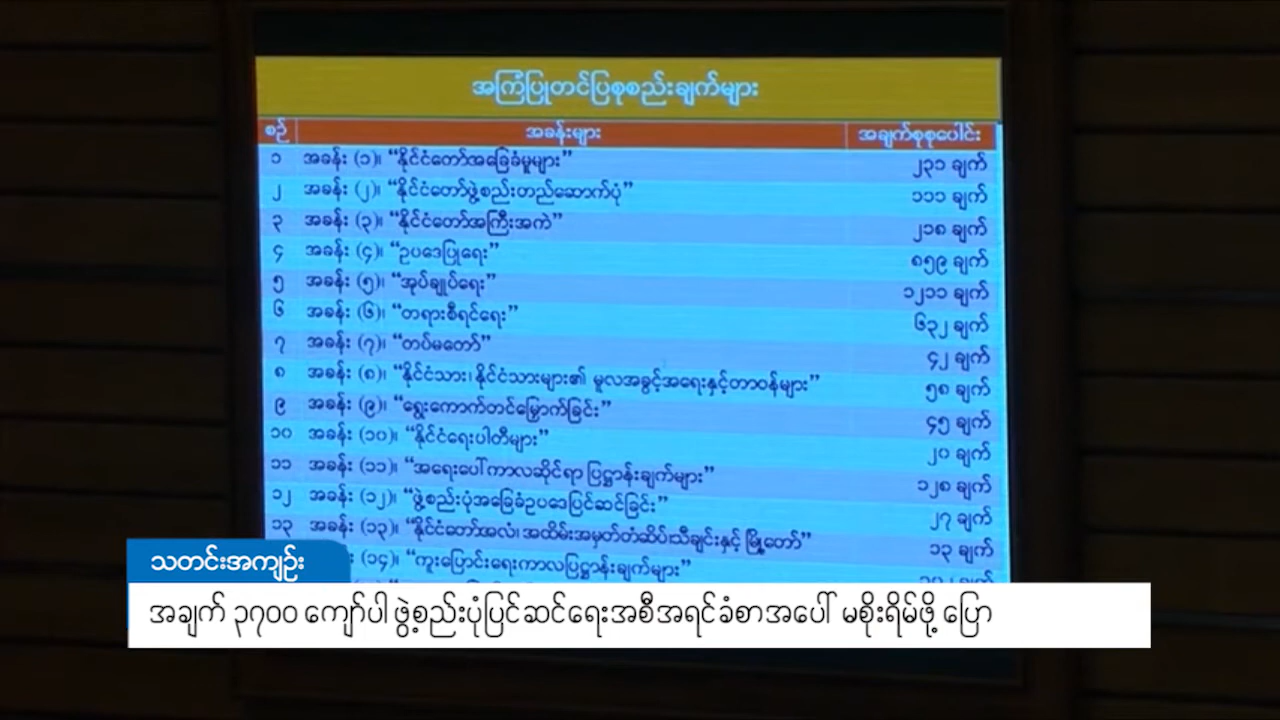 အကြံပြုတင်ပြစုစည်းချက်များ
စဉ် အခန်းများ အချက်စုစုပေါင်း
၁ အခန်း (၁)၊ “နိုင်ငံတော်အခြေခံမူများ” ၂၃၁ ချက်
၂ အခန်း (၂)၊ “နိုင်ငံတော်ဖွဲ့စည်းတည်ဆောက်ပုံ” ၁၁၁ ချက်
၃ အခန်း (၃)၊ “နိုင်ငံတော်အကြီးအကဲ” ၂၁၈ ချက်
၄ အခန်း (၄)၊ “ဥပဒေပြုရေး” ၈၅၉ ချက်
၅ အခန်း (၅)၊ “အုပ်ချုပ်ရေး” ၁၂၁၁ ချက်
၆ အခန်း (၆)၊ “တရားစီရင်ရေး” ၆၃၂ ချက်
၇ အခန်း (၇)၊ “တပ်မတော်” ၄၂ ချက်
၈ အခန်း (၈)၊ “နိုင်ငံသား၊ နိုင်ငံသားများ၏ မူလအခွင့်အရေးနှင့်တာဝန်များ” ၅၈ ချက်
၉ အခန်း (၉)၊ “ရွေးကောက်တင်မြှောက်ခြင်း” ၄၅ ချက်
၁၀ အခန်း (၁၀)၊ “နိုင်ငံရေးပါတီများ” ၂၀ ချက်
၁၁ အခန်း (၁၁)၊ “အရေးပေါ်ကာလဆိုင်ရာ ပြဋ္ဌာန်းချက်များ” ၁၂၈ ချက်
၁၂ အခန်း (၁၂)၊ “ဖွဲ့စည်းပုံအခြေခံဥပဒေပြင်ဆင်ခြင်း” ၂၇ ချက်
၁၃ အခန်း (၁၃)၊ “နိုင်ငံတော်အလံ၊ အထိမ်းအမှတ်တံဆိပ်၊သီချင်းနှင့် မြို့တော်” ၁၃ ချက်
(၁၄)၊ “ကူးပြောင်းရေးကာလပြဋ္ဌာန်းချက်များ”
သတင်းအကျဉ်း
အချက် ၃၇၀၀ ကျော်ပါ ဖွဲ့စည်းပုံပြင်ဆင်ရေးအစီအရင်ခံစာအပေါ် မစိုးရိမ်ဖို့ ပြော